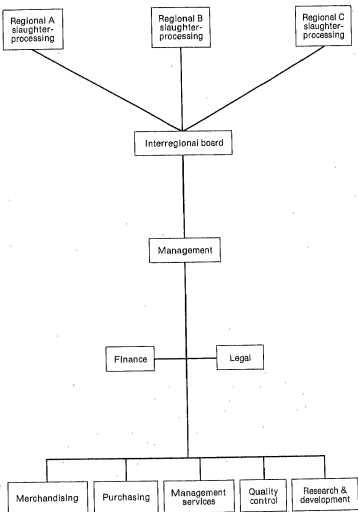 Regional A
slaughter-
processing
Regional B
slaughter-
processing
Regional C
slaughter-
processing
Interregional board
Management
Finance
Legal
Merchandising
Purchasing
Management
services
Quality
control
Research &
development